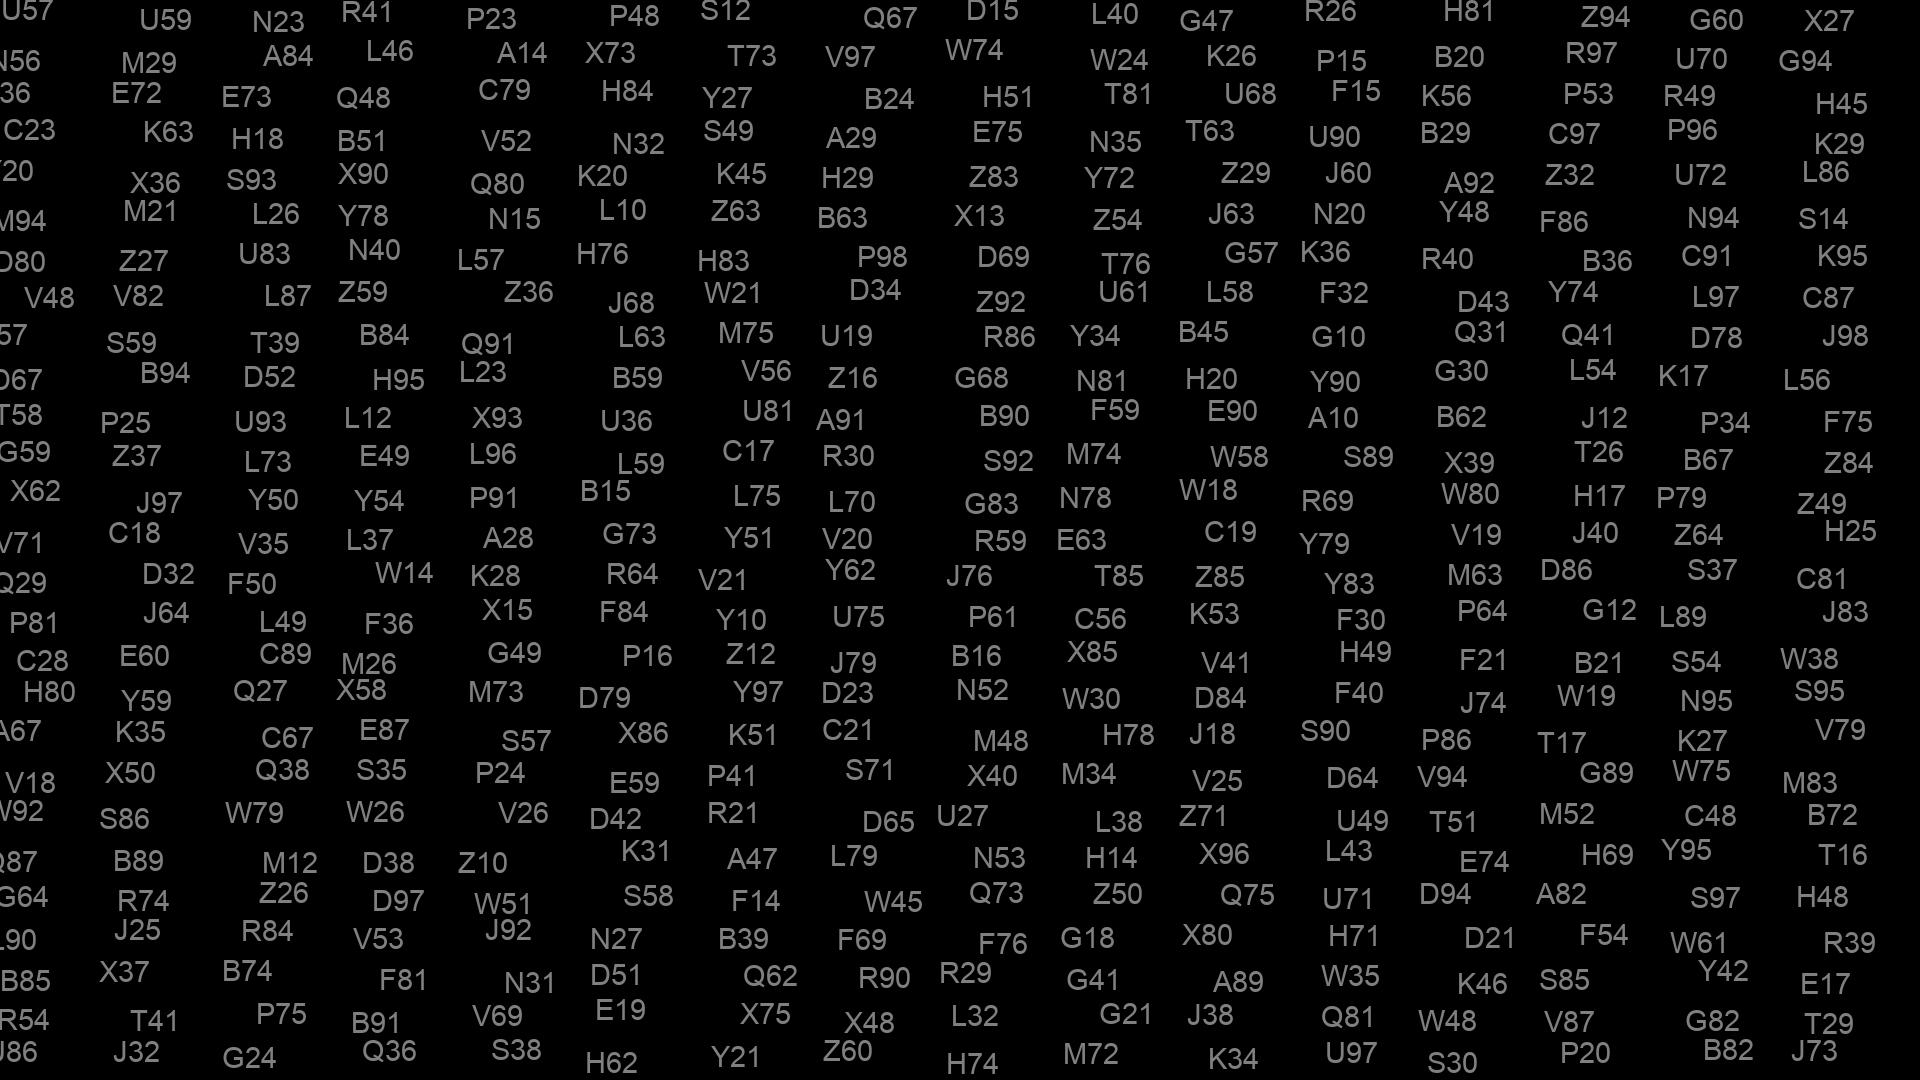 U57 U59 N23 R41 P23 P48 S12 Q67 D15 L40 G47 R26 H81 Z94 G60 X27
M29 A84 L46 A14 X73 T73 V97 W74 W24 K26 P15 B20 R97 U70 G94
E72 E73 Q48 C79 H84 Y27 B24 H51 T81 U68 F15 K56 P53 R49 H45
C23 K63 H18 B51 V52 N32 S49 A29 E75 N35 T63 U90 B29 C97 P96 K29
X36 S93 X90 Q80 K20 K45 H29 Z83 Y72 Z29 J60 A92 Z32 U72 L86
M94 M21 L26 Y78 N15 L10 Z63 B63 X13 Z54 J63 N20 Y48 F86 N94 S14
Z27 U83 N40 L57 H76 H83 P98 D69 T76 G57 K36 R40 B36 C91 K95
V48 V82 L87 Z59 Z36 J68 W21 D34 Z92 U61 L58 F32 D43 Y74 L97 C87
S59 T39 B84 Q91 L63 M75 U19 R86 Y34 B45 G10 Q31 Q41 D78 J98
B94 D52 H95 L23 B59 V56 Z16 G68 N81 H20 Y90 G30 L54 K17 L56
T58 P25 U93 L12 X93 U36 U81 A91 B90 F59 E90 A10 B62 J12 P34 F75
G59 Z37 L73 E49 L96 L59 C17 R30 S92 M74 W58 S89 X39 T26 B67 Z84
X62 J97 Y50 Y54 P91 B15 L75 L70 G83 N78 W18 R69 W80 H17 P79 Z49
V71 C18 V35 L37 A28 G73 Y51 V20 R59 E63 C19 Y79 V19 J40 Z64 H25
Q29 D32 F50 W14 K28 R64 V21 Y62 J76 T85 Z85 Y83 M63 D86 S37 C81
P81 J64 L49 F36 X15 F84 Y10 U75 P61 C56 K53 F30 P64 G12 L89 J83
C28 E60 C89 M26 G49 P16 Z12 J79 B16 X85 V41 H49 F21 B21 S54 W38
H80 Y59 Q27 X58 M73 D79 Y97 D23 N52 W30 D84 F40 J74 W19 N95 S95
A67 K35 C67 E87 S57 X86 K51 C21 M48 H78 J18 S90 P86 T17 K27 V79
V18 X50 Q38 S35 P24 E59 P41 S71 X40 M34 V25 D64 V94 G89 W75 M83
W92 S86 W79 W26 V26 D42 R21 D65 U27 L38 Z71 U49 T51 M52 C48 B72
B89 M12 D38 Z10 K31 A47 L79 N53 H14 X96 L43 E74 H69 Y95 T16
G64 R74 Z26 D97 W51 S58 F14 W45 Q73 Z50 Q75 U71 D94 A82 S97 H48
J25 R84 V53 J92 N27 B39 F69 F76 G18 X80 H71 D21 F54 W61 R39
B85 X37 B74 F81 N31 D51 Q62 R90 R29 G41 A89 W35 K46 S85 Y42 E17
R54 T41 P75 B91 V69 E19 X75 X48 L32 G21 J38 Q81 W48 V87 G82 T29
J32 G24 Q36 S38 H62 Y21 Z60 H74 M72 K34 U97 S30 P20 B82 J73